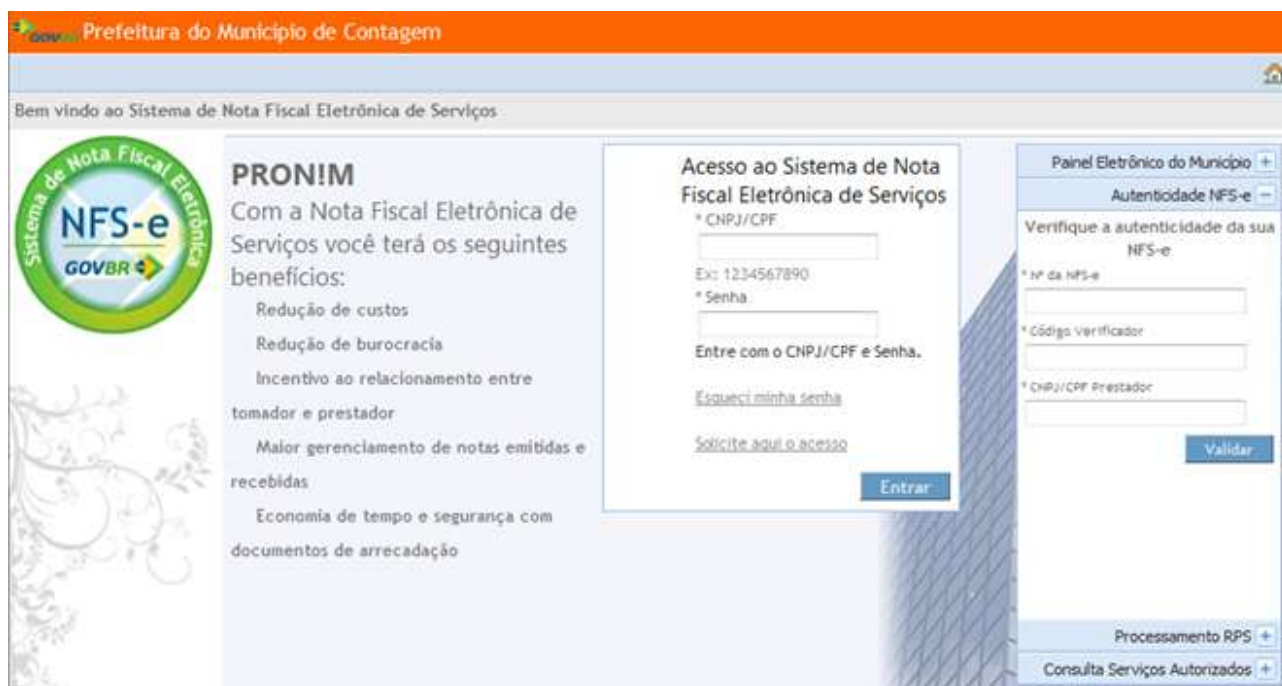 GOVBR Prefeitura do Município de Contagem
Bem vindo ao Sistema de Nota Fiscal Eletrônica de Serviços
Sistema de Nota Fiscal Eletrônica
NFS-e
GOVBR
PRONIM
Com a Nota Fiscal Eletrônica de
Serviços você terá os seguintes
benefícios:
Redução de custos
Redução de burocracia
Incentivo ao relacionamento entre
tomador e prestador
Maior gerenciamento de notas emitidas e
recebidas
Economia de tempo e segurança com
documentos de arrecadação
Acesso ao Sistema de Nota
Fiscal Eletrônica de Serviços
* CNPJ/CPF
Ex: 1234567890
* Senha
Entre com o CNPJ/CPF e Senha.
Esqueci minha senha
Solicite aqui o acesso
Entrar
Painel Eletrônico do Município +
Autenticidade NFS-e −
Verifique a autenticidade da sua
NFS-e
* Nº da NFS-e
* Código Verificador
* CNPJ/CPF Prestador
Validar
Processamento RPS +
Consulta Serviços Autorizados +